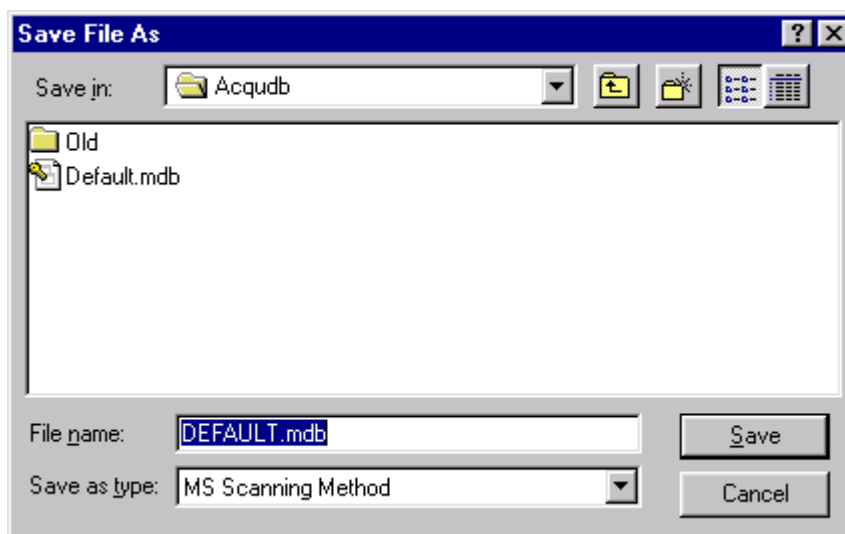 Save File As
Save in: Acqudb
Old
Default.mdb
File name: DEFAULT.mdb Save
Save as type: MS Scanning Method Cancel